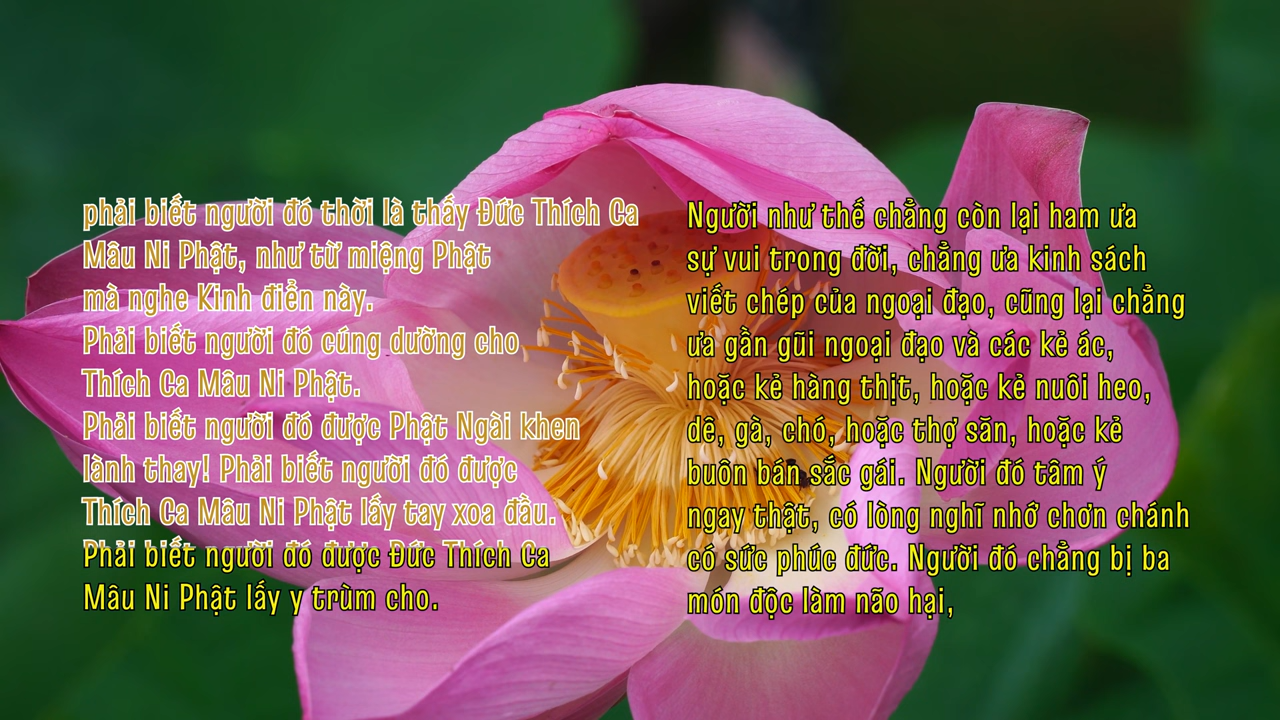 phải biết người đó thời là thấy Đức Thích Ca
Mâu Ni Phật, như từ miệng Phật
mà nghe Kinh điển này.
Phải biết người đó cúng dường cho
Thích Ca Mâu Ni Phật.
Phải biết người đó được Phật Ngài khen
lành thay! Phải biết người đó được
Thích Ca Mâu Ni Phật lấy tay xoa đầu.
Phải biết người đó được Đức Thích Ca
Mâu Ni Phật lấy y trùm cho.
Người như thế chẳng còn lại ham ưa
sự vui trong đời, chẳng ưa kinh sách
viết chép của ngoại đạo, cũng lại chẳng
ưa gần gũi ngoại đạo và các kẻ ác,
hoặc kẻ hàng thịt, hoặc kẻ nuôi heo,
dê, gà, chó, hoặc thợ săn, hoặc kẻ
buôn bán sắc gái. Người đó tâm ý
ngay thật, có lòng nghĩ nhớ chơn chánh
có sức phúc đức. Người đó chẳng bị ba
món độc làm não hại,